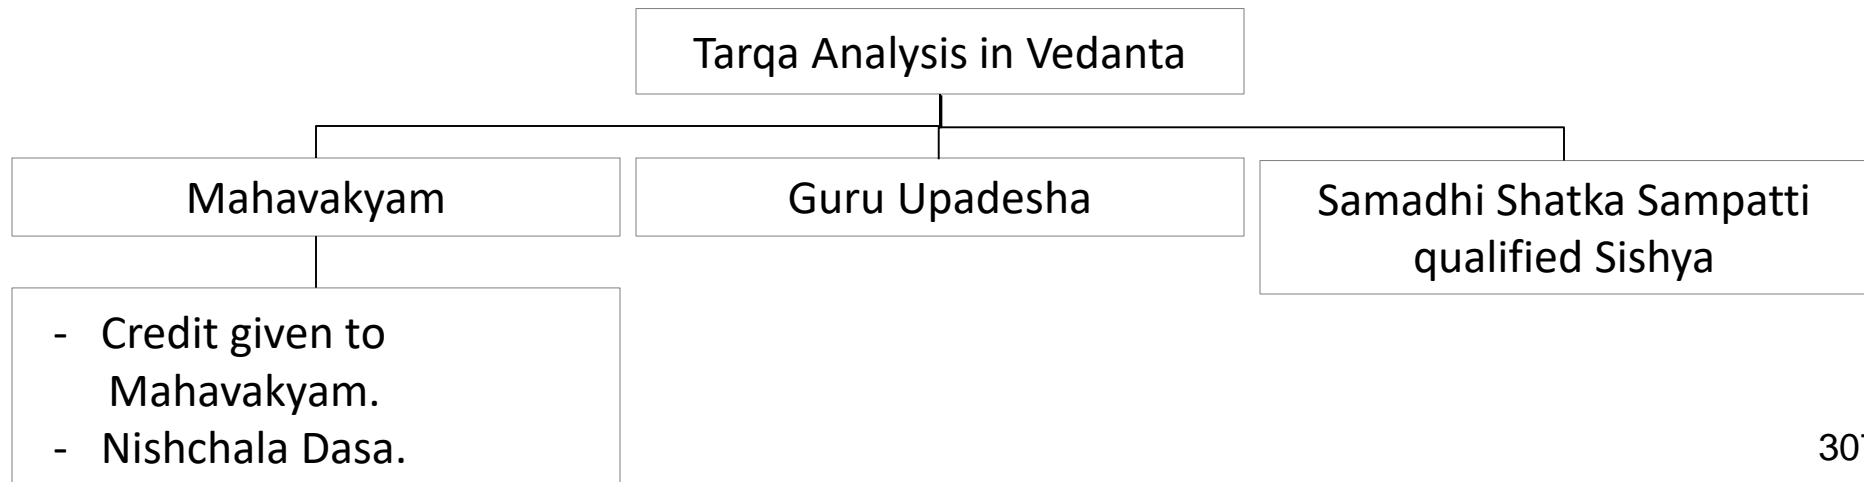 Tarqa Analysis in Vedanta
Mahavakyam
Guru Upadesha
Samadhi Shatka Sampatti
qualified Sishya
- Credit given to
Mahavakyam.
- Nishchala Dasa.